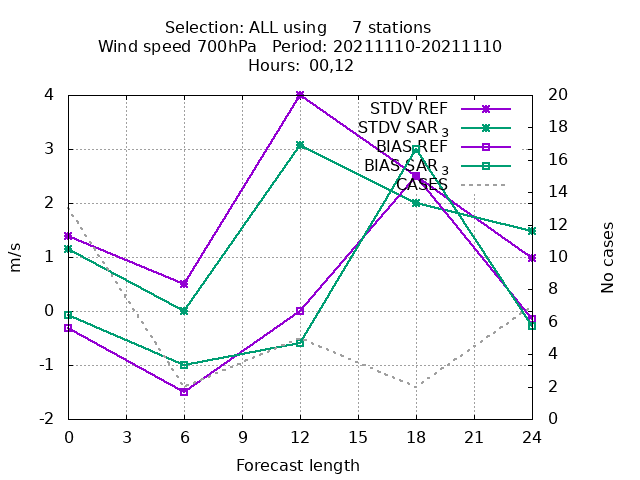 Selection: ALL using     7 stations
Wind speed 700hPa   Period: 20211110-20211110
Hours:  00,12
4 20
STDV REF
18
STDV SAR 3
3 BIAS REF
16
BIAS SAR 3
CASES
14
2
12
1 10
8
0
6
4
-1
2
-2 0
m/s
No cases
0 3 6 9 12 15 18 21 24
Forecast length